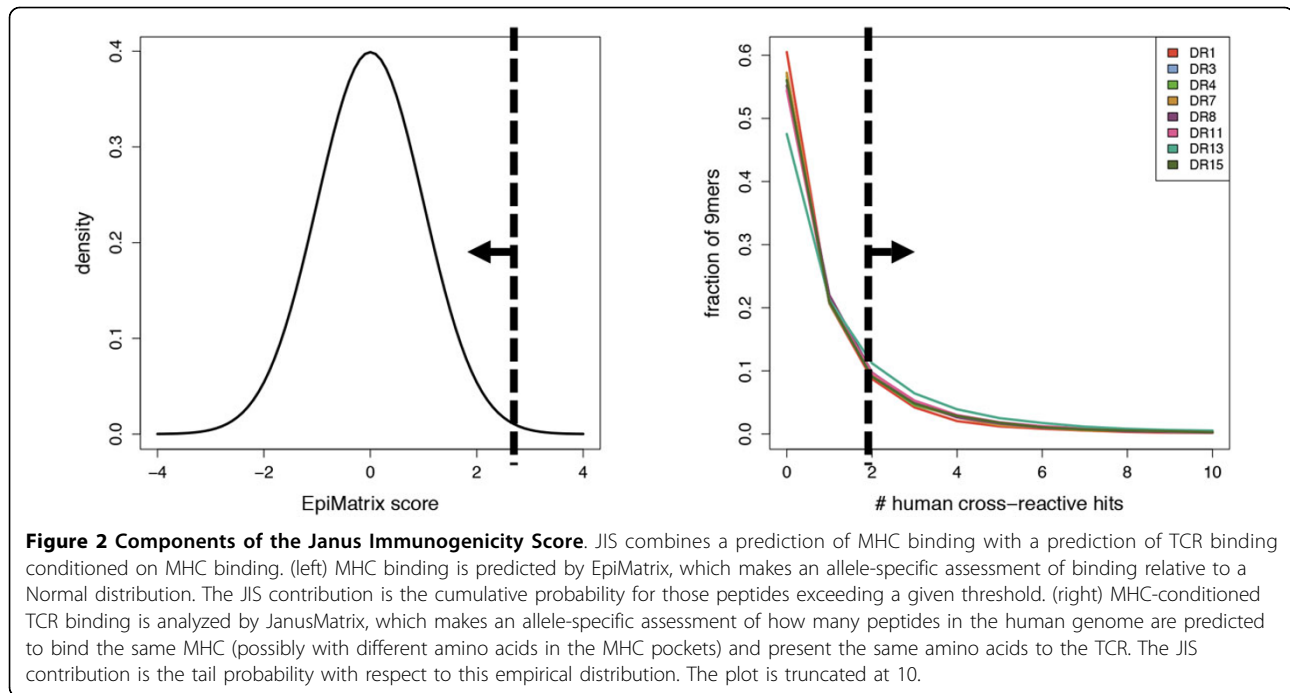 0.4
0.3
0.2
0.1
0.0
density
−4
−2
0
2
4
EpiMatrix score
0.6
0.5
0.4
0.3
0.2
0.1
0.0
fraction of 9mers
DR1
DR3
DR4
DR7
DR8
DR11
DR13
DR15
0
2
4
6
8
10
# human cross−reactive hits
Figure 2 Components of the Janus Immunogenicity Score. JIS combines a prediction of MHC binding with a prediction of TCR binding
conditioned on MHC binding. (left) MHC binding is predicted by EpiMatrix, which makes an allele-specific assessment of binding relative to a
Normal distribution. The JIS contribution is the cumulative probability for those peptides exceeding a given threshold. (right) MHC-conditioned
TCR binding is analyzed by JanusMatrix, which makes an allele-specific assessment of how many peptides in the human genome are predicted
to bind the same MHC (possibly with different amino acids in the MHC pockets) and present the same amino acids to the TCR. The JIS
contribution is the tail probability with respect to this empirical distribution. The plot is truncated at 10.